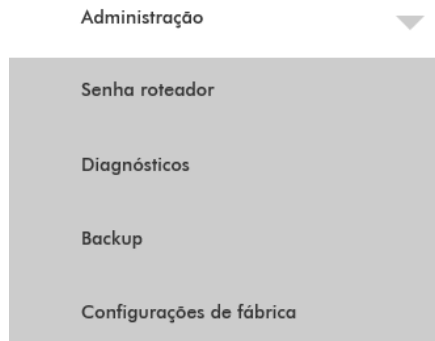 Administração
Senha roteador
Diagnósticos
Backup
Configurações de fábrica